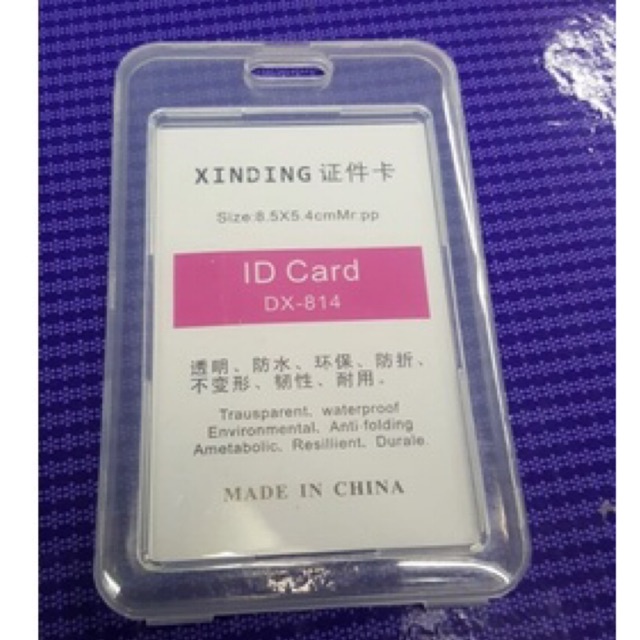 XINDING 证件卡
Size:8.5X5.4cmMr:pp
ID Card
DX-814
透明、防水、环保、防折、
不变形、韧性、耐用。
Trausparent, waterproof
Environmental, Anti-folding
Ametabolic, Resillient, Durale.
MADE IN CHINA